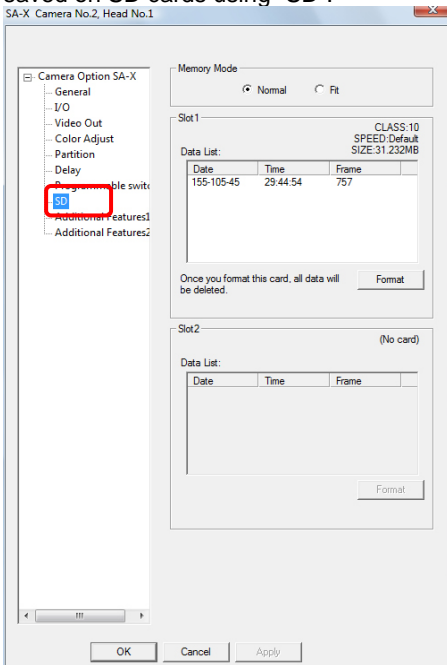 saved on SD cards using "SD".
SA-X Camera No.2, Head No.1
Camera Option SA-X
General
I/O
Video Out
Color Adjust
Partition
Delay
Programmable switc
SD
Additional Features1
Additional Features2
Memory Mode
Normal Fit
Slot1
CLASS:10
SPEED:Default
Data List: SIZE:31.232MB
Date Time Frame
155-105-45 29:44:54 757
Once you format this card, all data will
be deleted.
Format
Slot2
(No card)
Data List:
Date Time Frame
Format
OK Cancel Apply